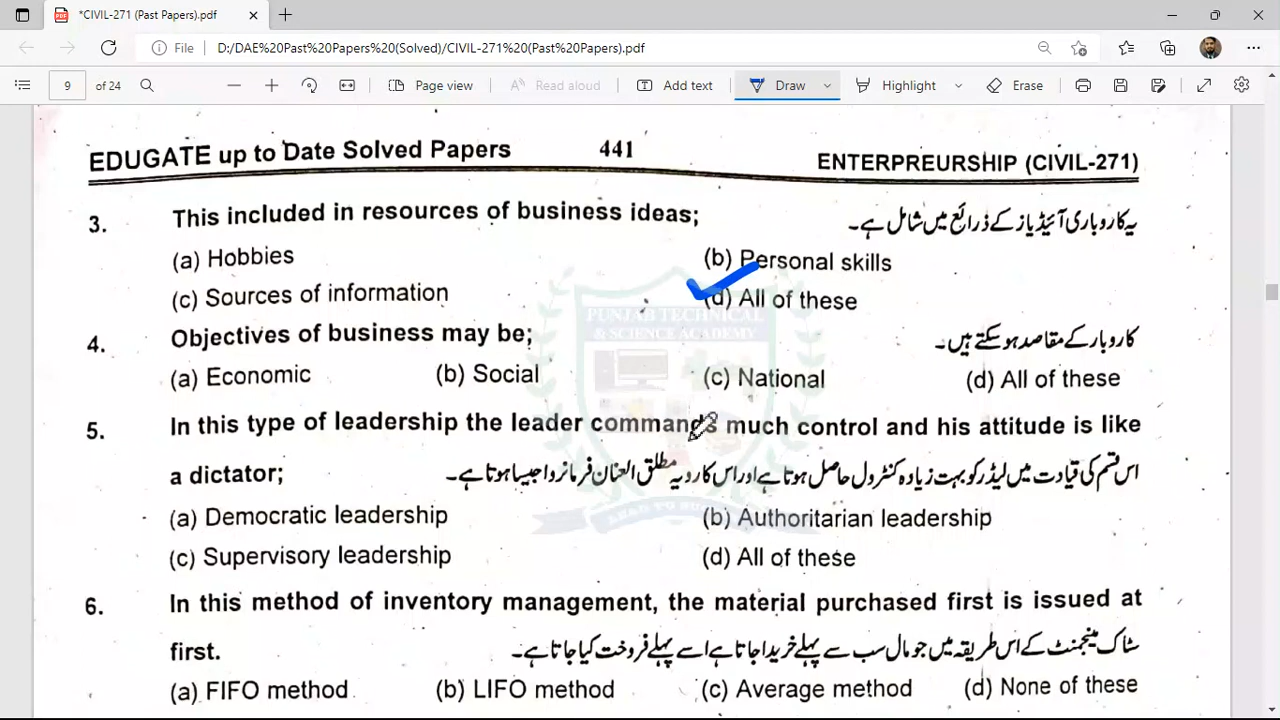 *CIVIL-271 (Past Papers).pdf
File D:/DAE%20Past%20Papers%20(Solved)/CIVIL-271%20(Past%20Papers).pdf
9 of 24 Page view Read aloud Add text Draw Highlight Erase
EDUGATE up to Date Solved Papers 441 ENTERPREURSHIP (CIVIL-271)
3. This included in resources of business ideas; یہ کاروباری آئیڈیاز کے ذرائع میں شامل ہے۔
(a) Hobbies (b) Personal skills
(c) Sources of information (d) All of these
PUNJAB TECHNICAL
& SCIENCE ACADEMY
4. Objectives of business may be; کاروبار کے مقاصد ہو سکتے ہیں۔
(a) Economic (b) Social (c) National (d) All of these
5. In this type of leadership the leader commands much control and his attitude is like
a dictator; اس قسم کی قیادت میں لیڈر کو بہت زیادہ کنٹرول حاصل ہوتا ہے اور اس کا رویہ مطلق العنان فرمانروا جیسا ہوتا ہے۔
(a) Democratic leadership (b) Authoritarian leadership
(c) Supervisory leadership (d) All of these
6. In this method of inventory management, the material purchased first is issued at
first. سٹاک مینجمنٹ کے اس طریقہ میں جو مال سب سے پہلے خریدا جاتا ہے اسے پہلے فروخت کیا جاتا ہے۔
(a) FIFO method (b) LIFO method (c) Average method (d) None of these